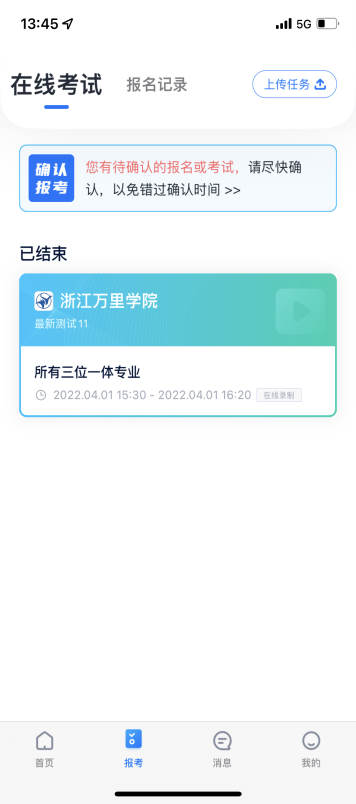 13:45
5G
在线考试
报名记录
上传任务
确认
报考
您有待确认的报名或考试，请尽快确
认，以免错过确认时间 >>
已结束
浙江万里学院
最新测试11
所有三位一体专业
2022.04.01 15:30 - 2022.04.01 16:20
在线录制
首页
报考
消息
我的